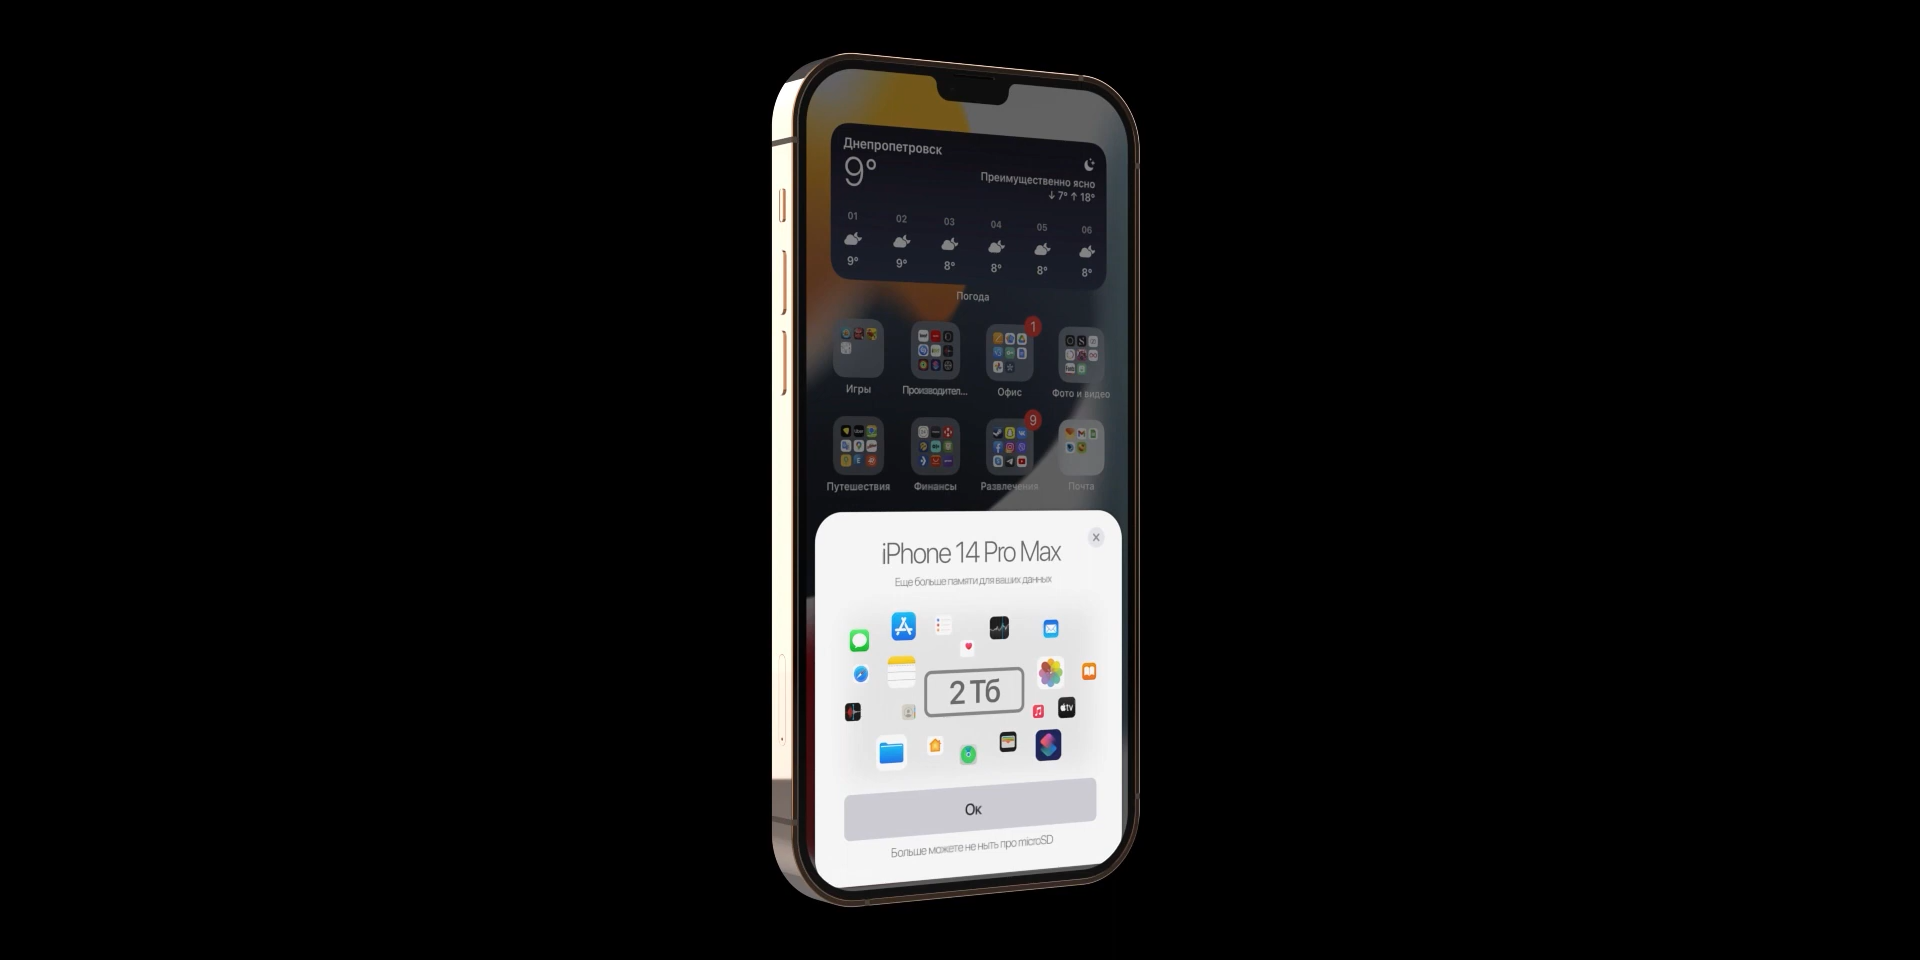 Днепропетровск
9°
Преимущественно ясно
↓ 7° ↑ 18°
01 02 03 04 05 06
9° 9° 8° 8° 8° 8°
Погода
1
Игры Производител... Офис Фото и видео
9
Путешествия Финансы Развлечения Почта
iPhone 14 Pro Max
Еще больше памяти для ваших данных
2 Тб
tv
Ок
Больше можете не ныть про microSD